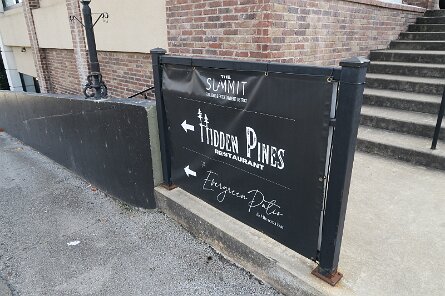 THE
SUMMIT
HIDDEN PINES
RESTAURANT
Evergreen Patio